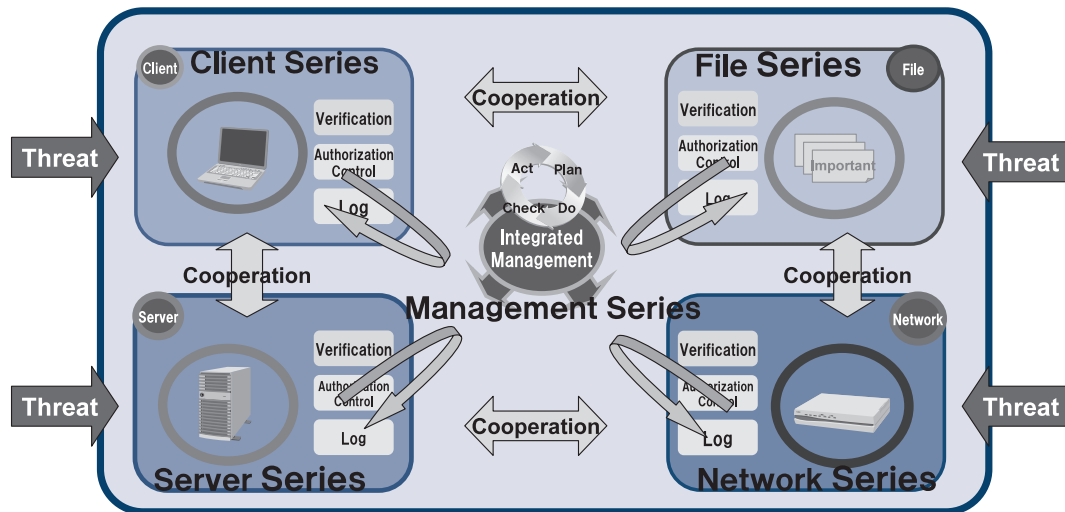 Client
Client Series
Verification
Authorization
Control
Log
Threat
Cooperation
File Series
File
Verification
Authorization
Control
Log
Important
Threat
Act
Plan
Check
Do
Integrated
Management
Management Series
Cooperation
Cooperation
Server
Verification
Authorization
Control
Log
Server Series
Threat
Cooperation
Network
Verification
Authorization
Control
Log
Network Series
Threat